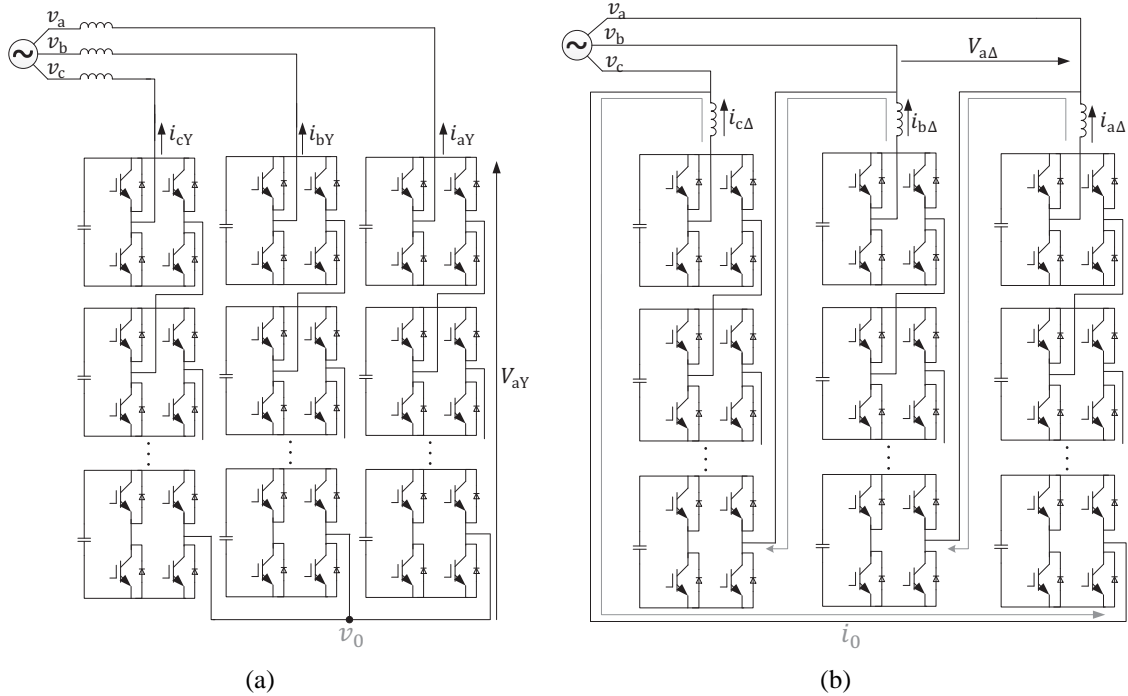 v_a
v_b
v_c
i_cY
i_bY
i_aY
V_aY
v_0
(a)
v_a
v_b
v_c
V_aΔ
i_cΔ
i_bΔ
i_aΔ
i_0
(b)